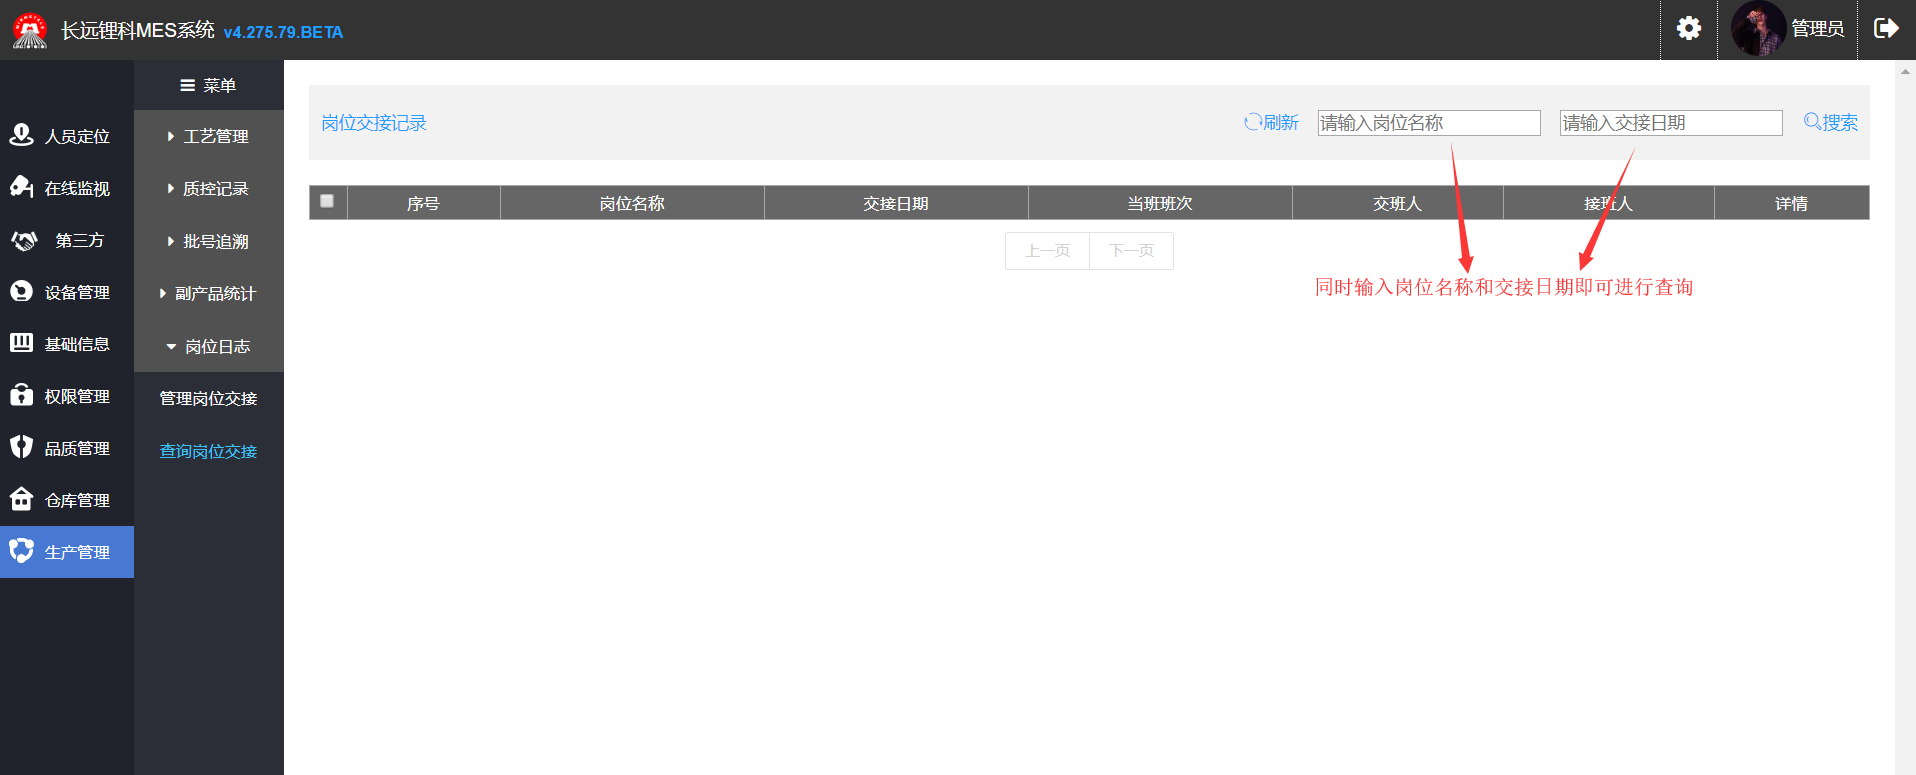 长远锂科MES系统 v4.275.79.BETA
管理员
人员定位
在线监视
第三方
设备管理
基础信息
权限管理
品质管理
仓库管理
生产管理
菜单
工艺管理
质控记录
批号追溯
副产品统计
岗位日志
管理岗位交接
查询岗位交接
岗位交接记录 刷新 请输入岗位名称 请输入交接日期 搜索
序号 岗位名称 交接日期 当班班次 交班人 接班人 详情
上一页 下一页
同时输入岗位名称和交接日期即可进行查询